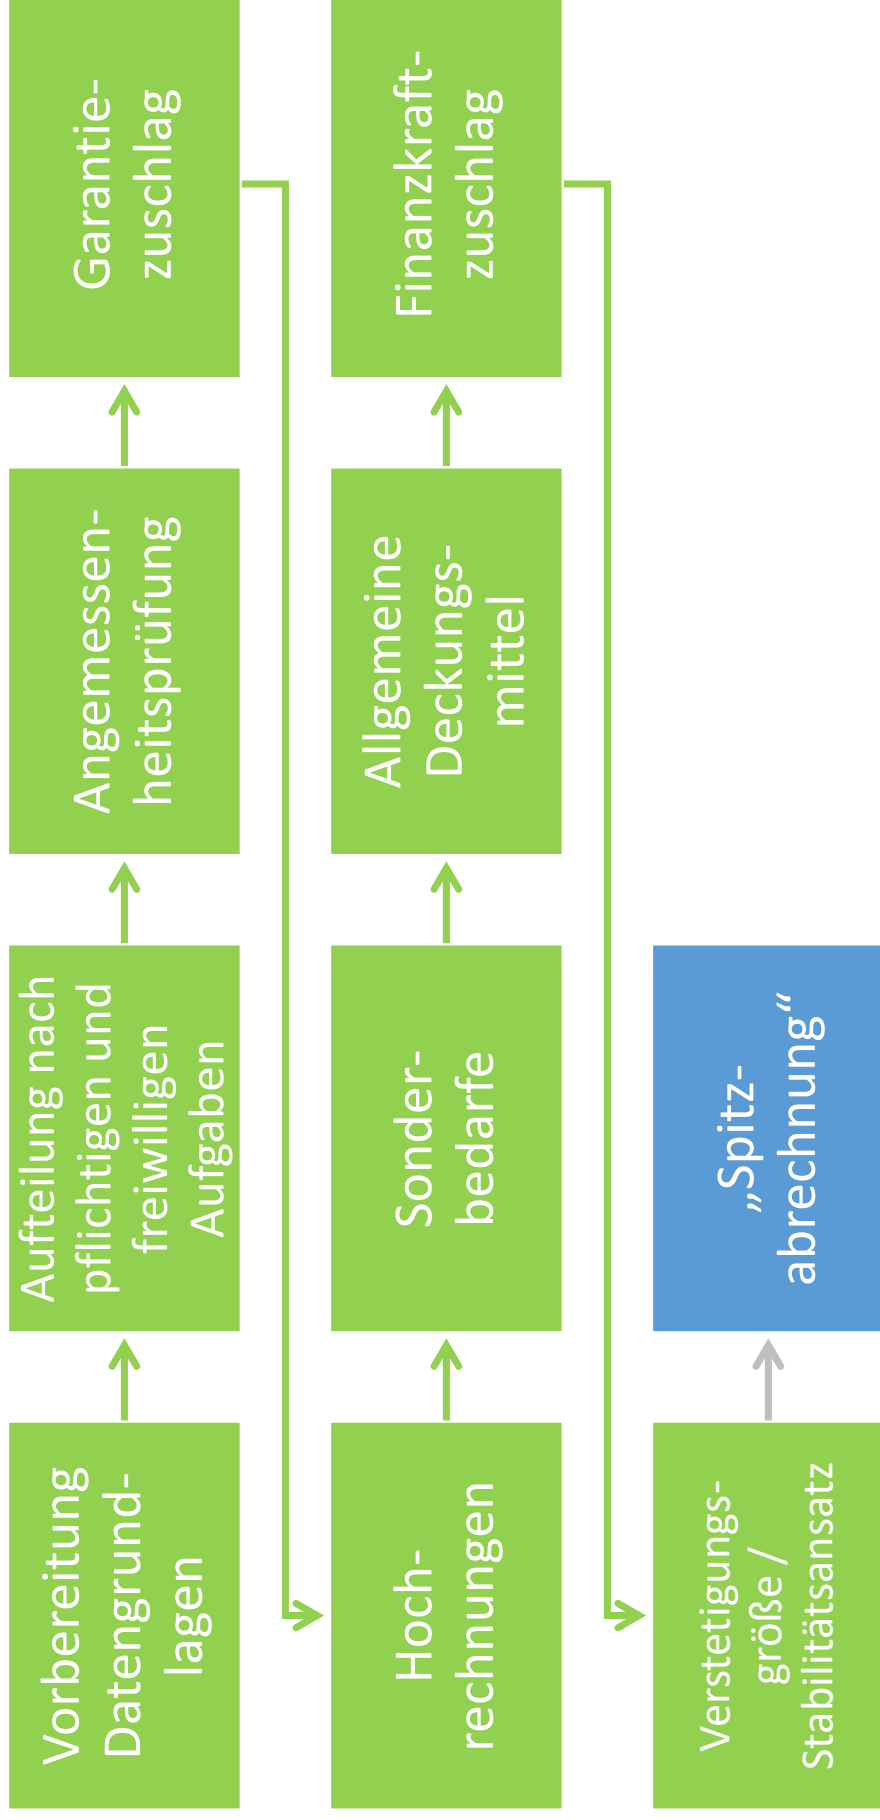 Vorbereitung
Datengrund-
lagen
Aufteilung nach
pflichtigen und
freiwilligen
Aufgaben
Angemessen-
heitsprüfung
Garantie-
zuschlag
Hoch-
rechnungen
Sonder-
bedarfe
Allgemeine
Deckungs-
mittel
Finanzkraft-
zuschlag
Verstetigungs-
größe /
Stabilitätsansatz
„Spitz-
abrechnung“